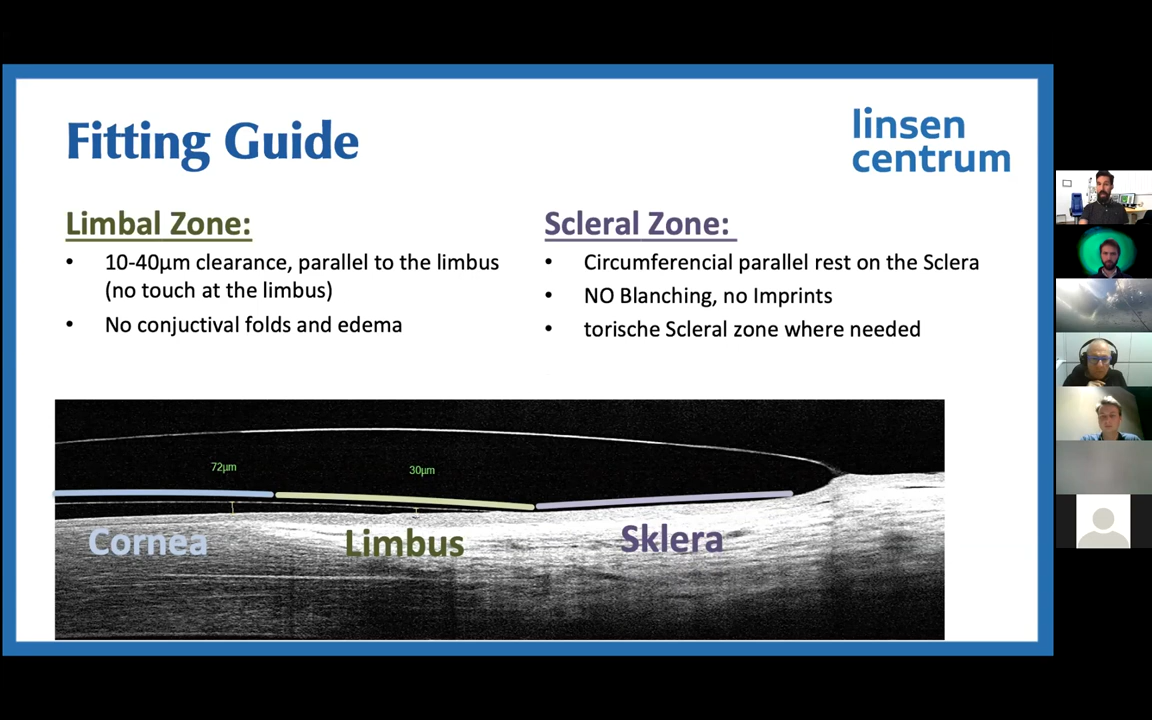 Fitting Guide
linsen
centrum
Limbal Zone:
• 10-40µm clearance, parallel to the limbus
(no touch at the limbus)
• No conjuctival folds and edema
Scleral Zone:
• Circumferencial parallel rest on the Sclera
• NO Blanching, no Imprints
• torische Scleral zone where needed
72µm
30µm
Cornea
Limbus
Sklera